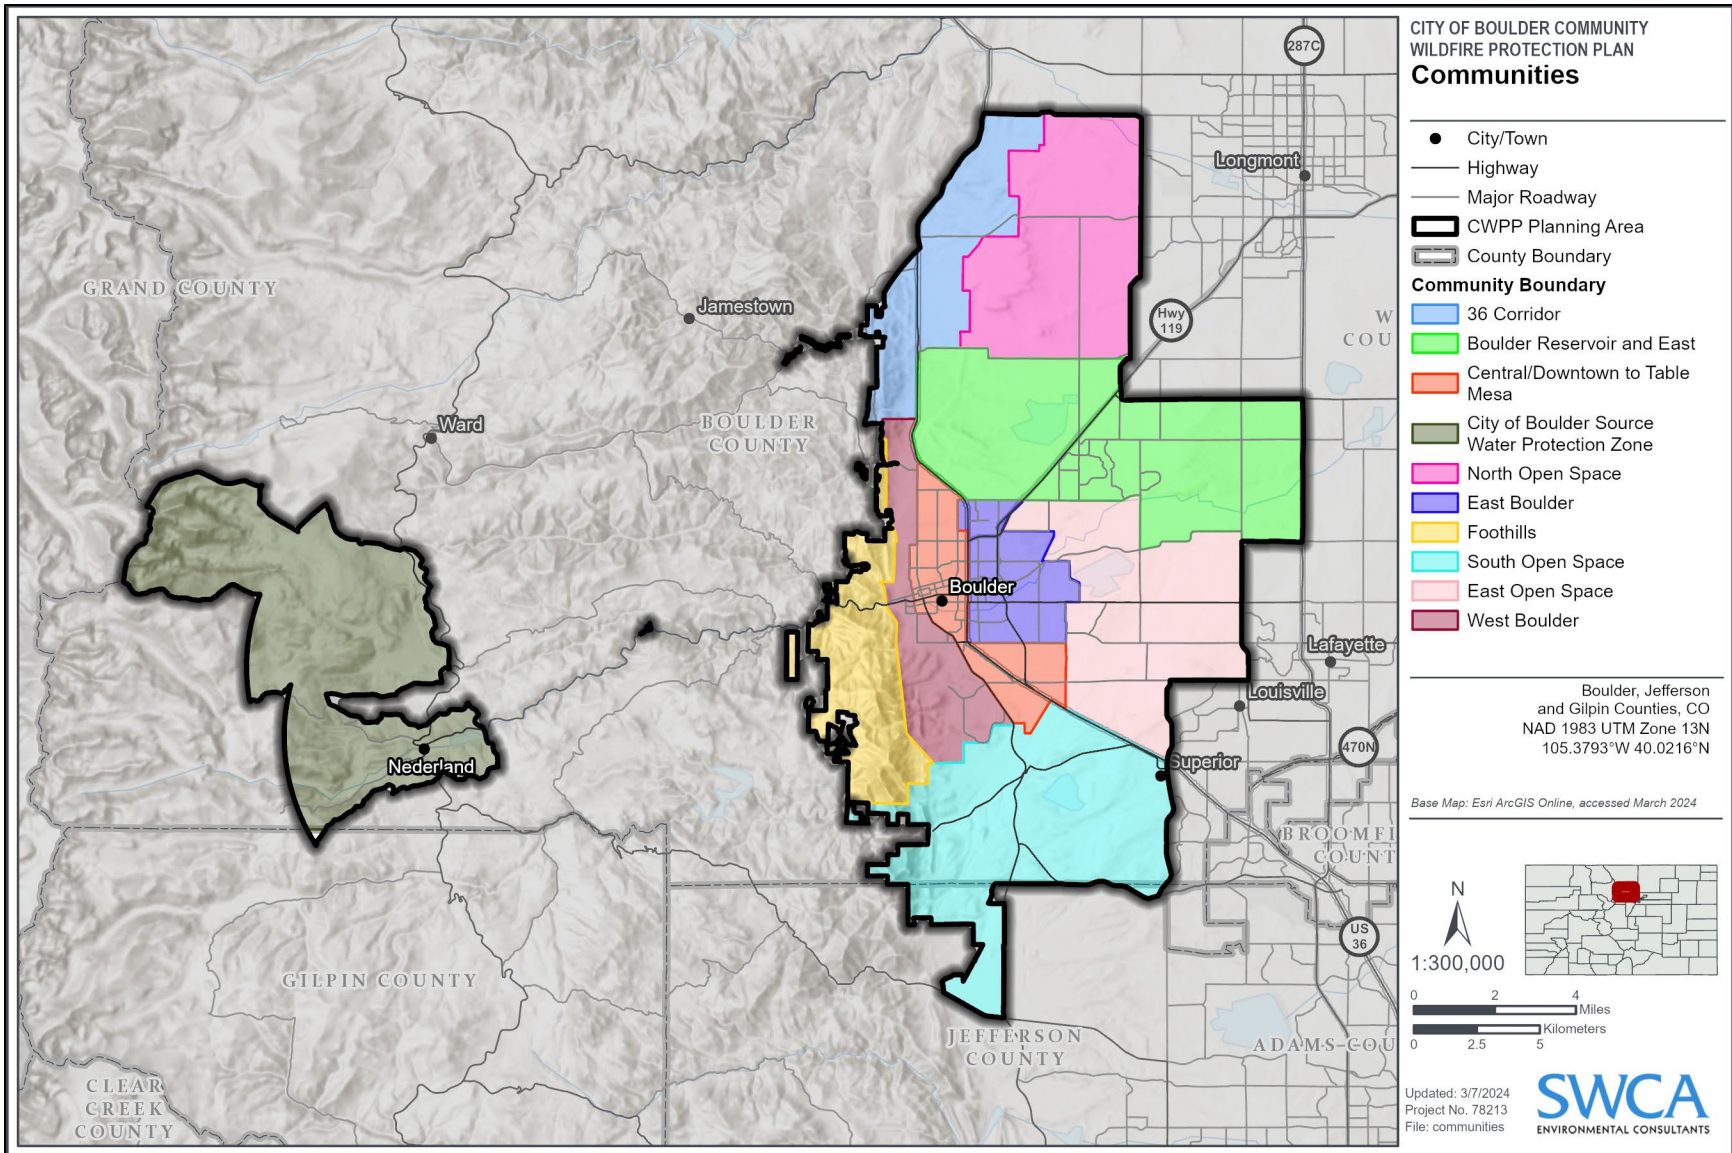 CITY OF BOULDER COMMUNITY
WILDFIRE PROTECTION PLAN
Communities
City/Town
Highway
Major Roadway
CWPP Planning Area
County Boundary
Community Boundary
36 Corridor
Boulder Reservoir and East
Central/Downtown to Table
Mesa
City of Boulder Source
Water Protection Zone
North Open Space
East Boulder
Foothills
South Open Space
East Open Space
West Boulder
Boulder, Jefferson
and Gilpin Counties, CO
NAD 1983 UTM Zone 13N
105.3793°W 40.0216°N
Base Map: Esri ArcGIS Online, accessed March 2024
N
1:300,000
0 2 4
Miles
Kilometers
0 2.5 5
Updated: 3/7/2024
Project No. 78213
File: communities
SWCA
ENVIRONMENTAL CONSULTANTS
287C
Longmont
GRAND COUNTY
Jamestown
Hwy
119
W
COU
Ward
BOULDER
COUNTY
Boulder
Lafayette
Louisville
470N
Nederland
Superior
BROOMFI
COUNT
US
36
GILPIN COUNTY
JEFFERSON
COUNTY
ADAMS COU
CLEAR
CREEK
COUNTY